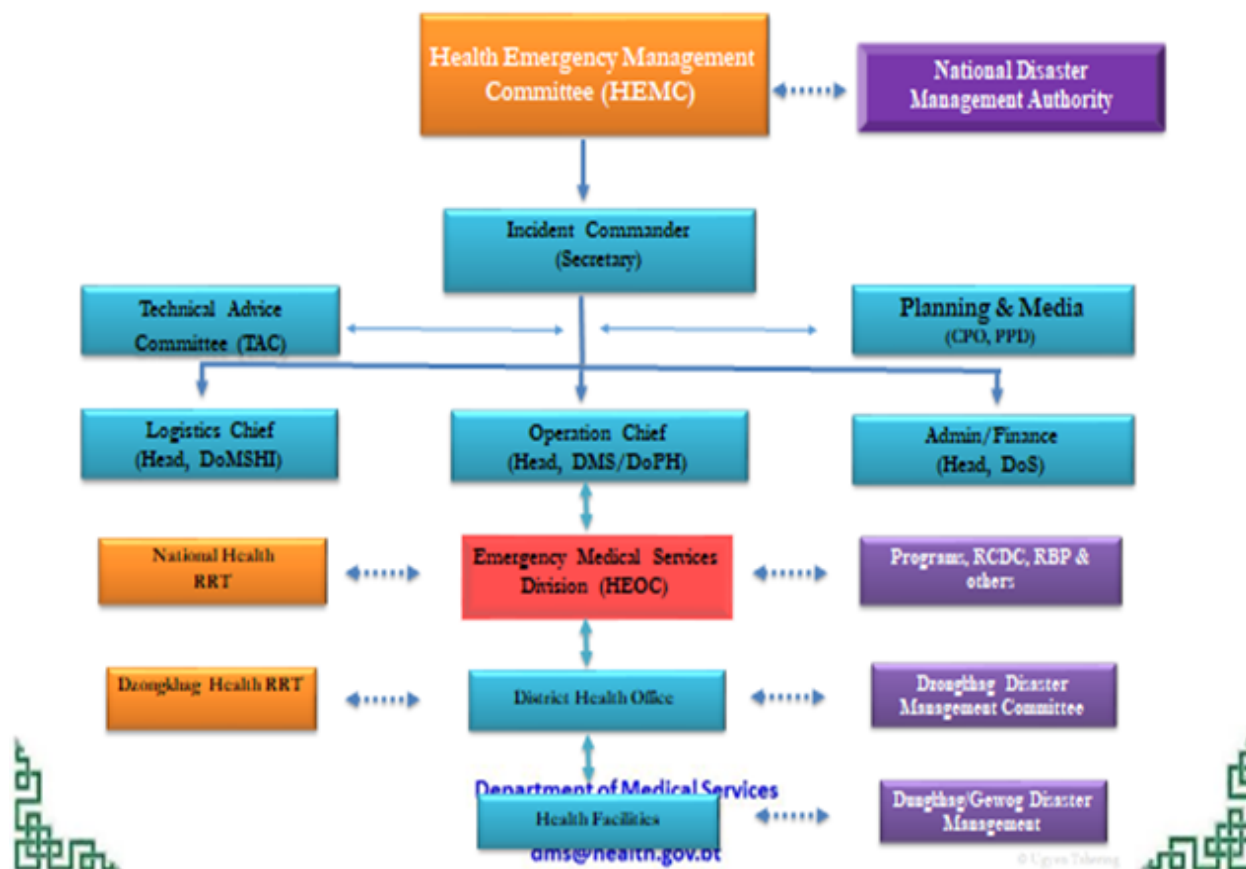 Health Emergency Management
Committee (HEMC)
National Disaster
Management Authority
Incident Commander
(Secretary)
Technical Advice
Committee (TAC)
Planning & Media
(CPO, PPD)
Logistics Chief
(Head, DoMSHI)
Operation Chief
(Head, DMS/DoPH)
Admin/Finance
(Head, DoS)
National Health
RRT
Emergency Medical Services
Division (HEOC)
Programs, RCDC, RBP &
others
Dzongkhag Health RRT
District Health Office
Dzongkhag Disaster
Management Committee
Department of Medical Services
Health Facilities
Dungkhag/Gewog Disaster
Management
dms@health.gov.bt
© Ugyen Tshering